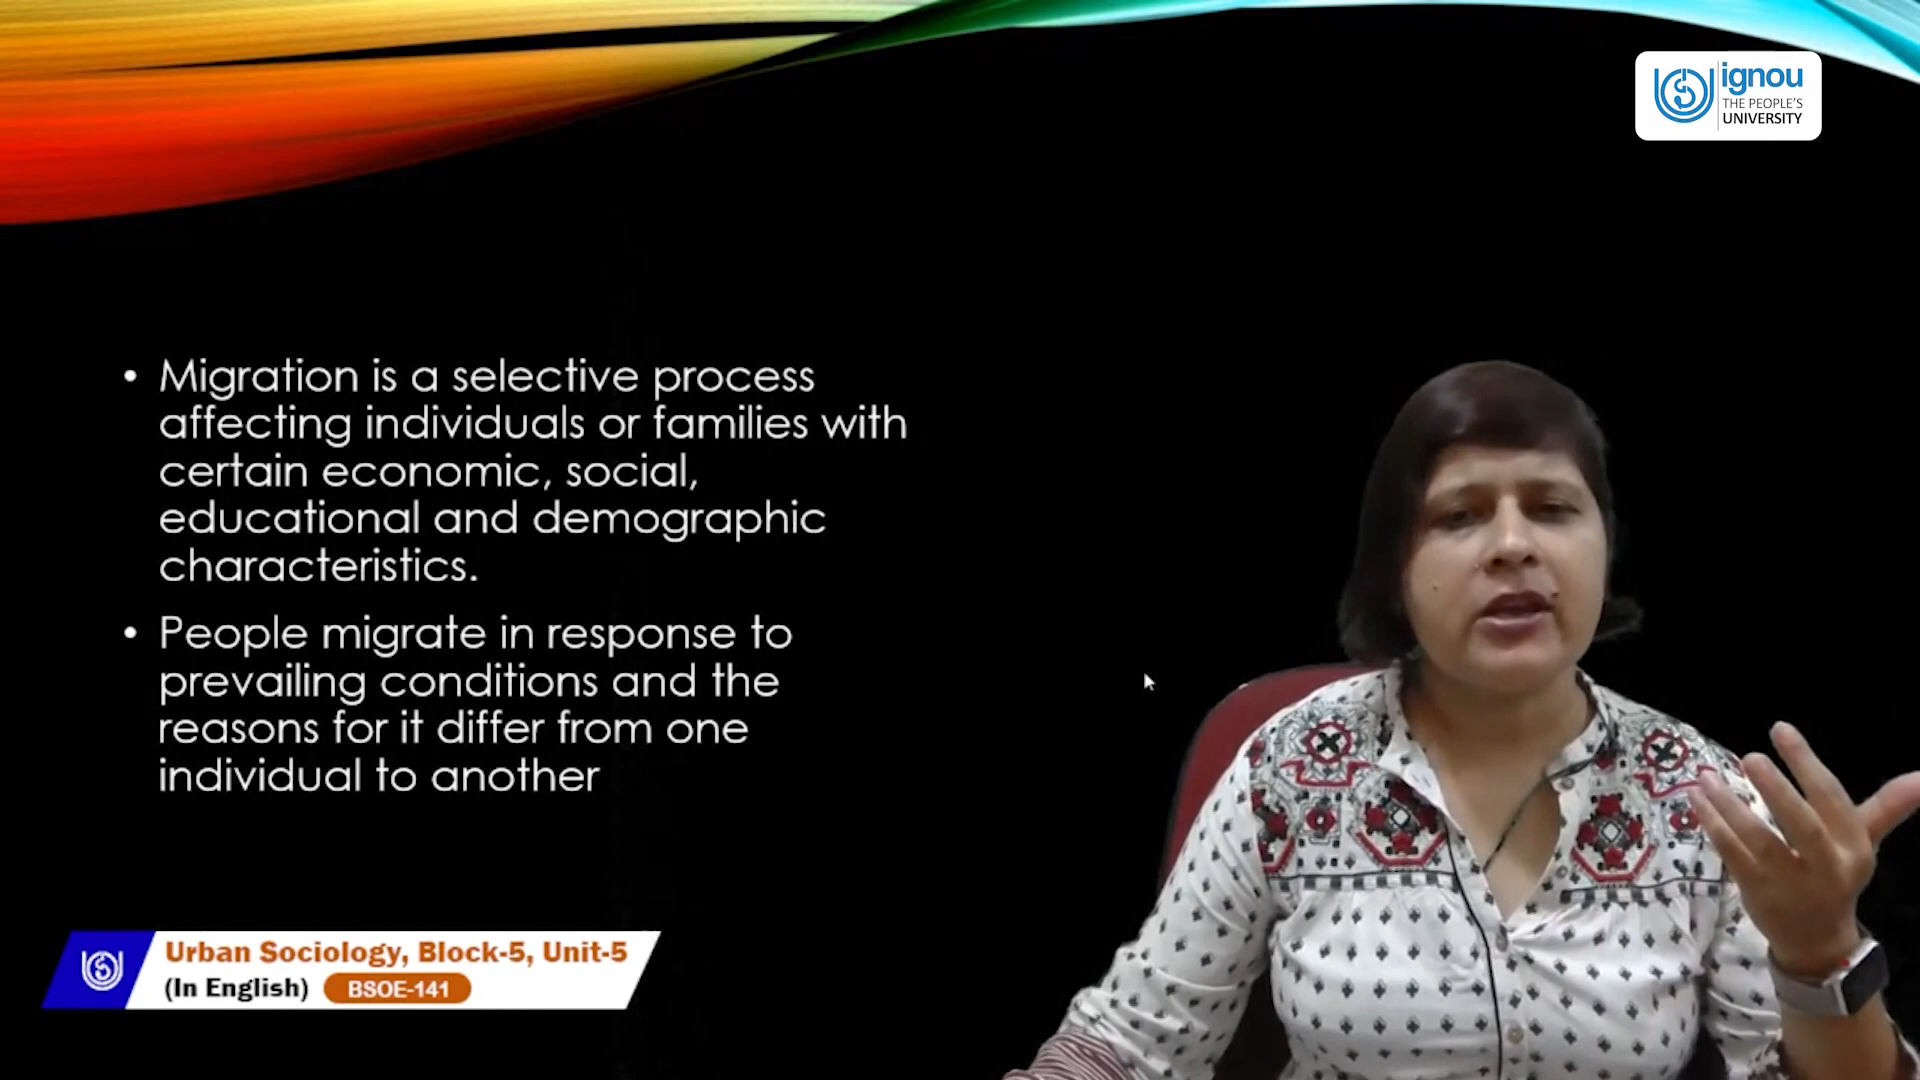 ignou
THE PEOPLE'S
UNIVERSITY
• Migration is a selective process
affecting individuals or families with
certain economic, social,
educational and demographic
characteristics.
• People migrate in response to
prevailing conditions and the
reasons for it differ from one
individual to another
Urban Sociology, Block-5, Unit-5
(In English) BSOE-141